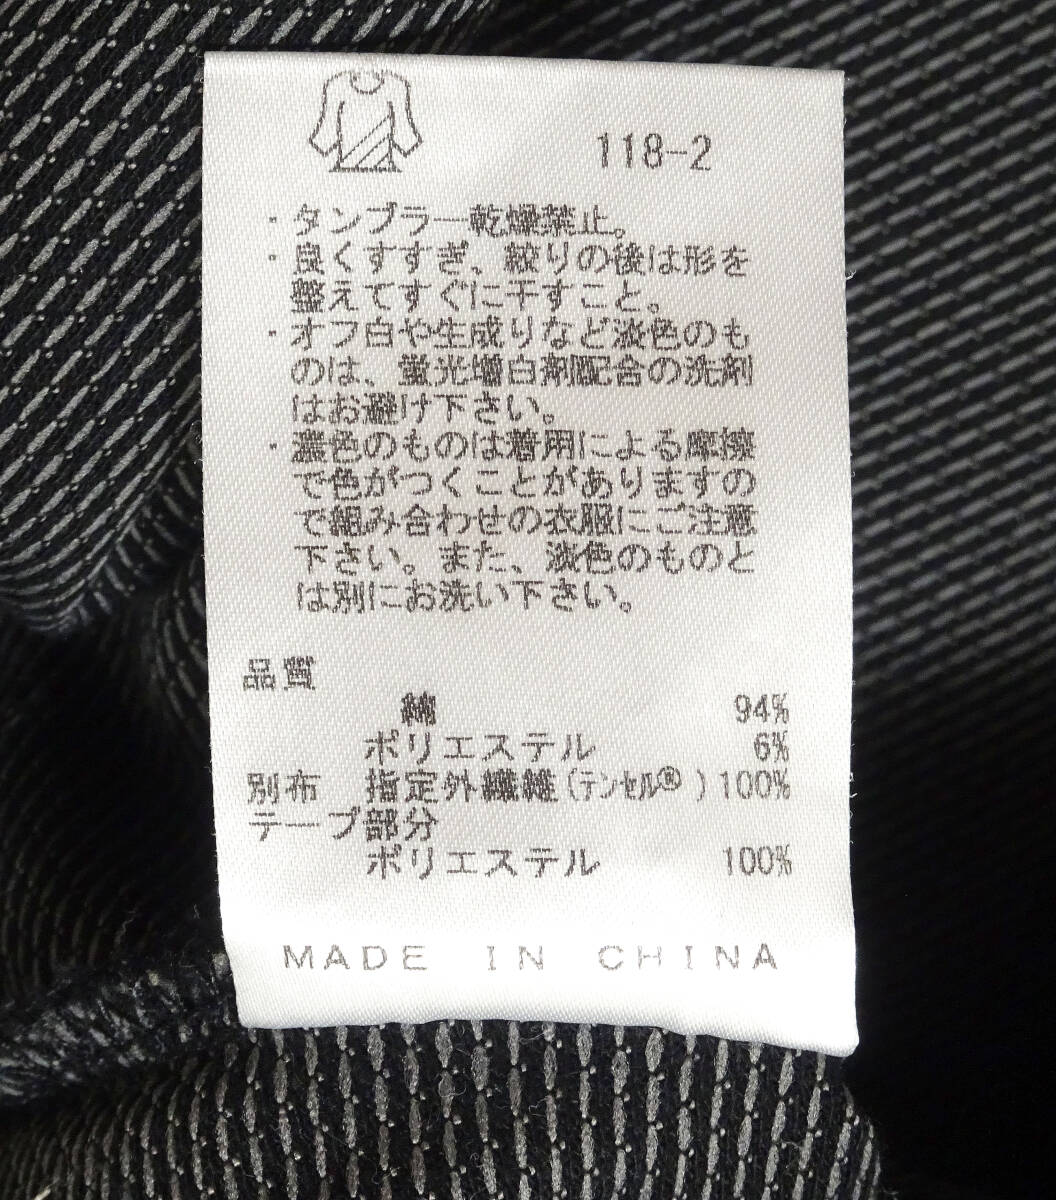 118-2
・タンブラー乾燥禁止。
・良くすすぎ、絞りの後は形を
整えてすぐに干すこと。
・オフ白や生成りなど淡色のも
のは、蛍光増白剤配合の洗剤
はお避け下さい。
・濃色のものは着用による摩擦
で色がつくことがありますの
で組み合わせの衣服にご注意
下さい。また、淡色のものと
は別にお洗い下さい。
品質
綿 94%
ポリエステル 6%
別布 指定外繊維(テンセル®)100%
テープ部分
ポリエステル 100%
MADE IN CHINA